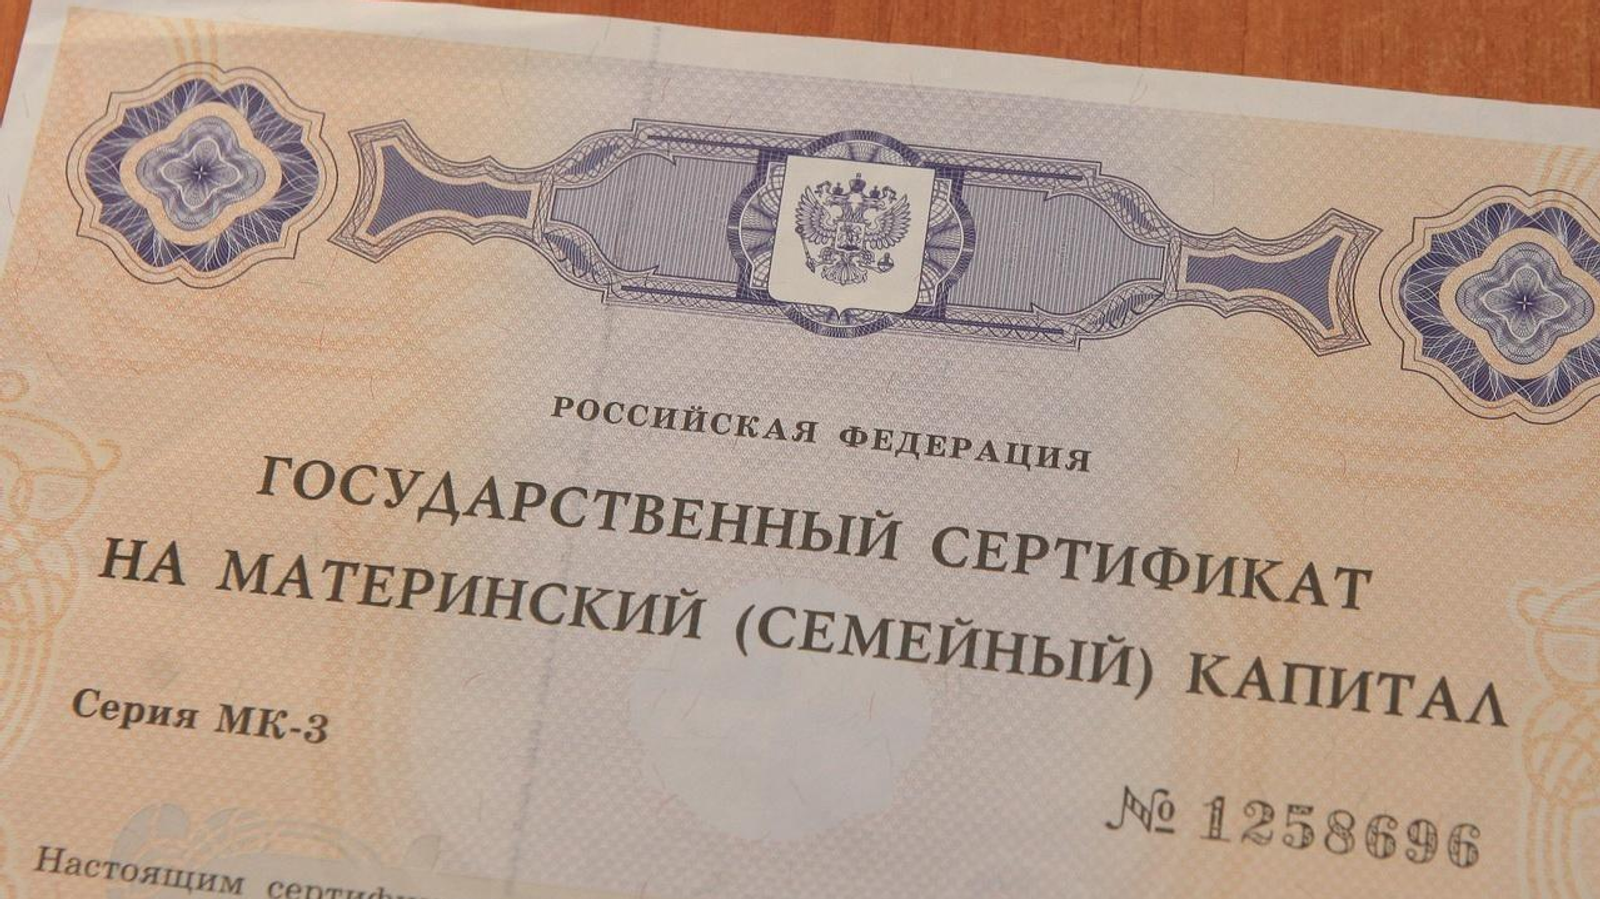 РОССИЙСКАЯ ФЕДЕРАЦИЯ
ГОСУДАРСТВЕННЫЙ СЕРТИФИКАТ
НА МАТЕРИНСКИЙ (СЕМЕЙНЫЙ) КАПИТАЛ
Серия МК-3
№ 1258696
Настоящим